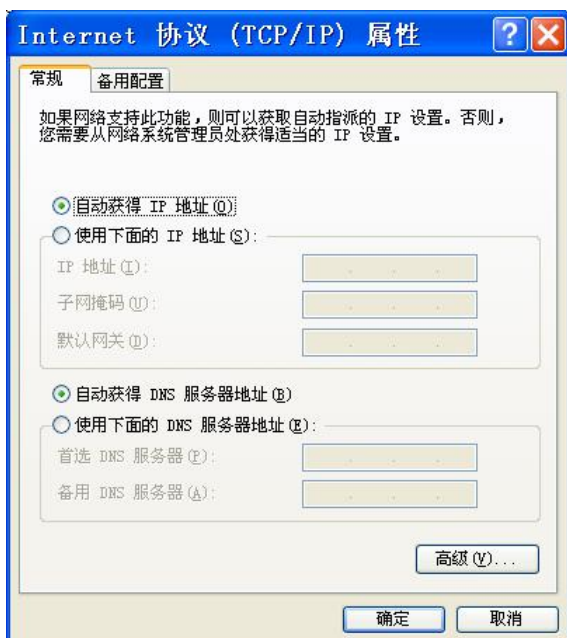 Internet 协议 (TCP/IP) 属性
常规
备用配置
如果网络支持此功能，则可以获取自动指派的 IP 设置。否则，
您需要从网络系统管理员处获得适当的 IP 设置。
自动获得 IP 地址(O)
使用下面的 IP 地址(S):
IP 地址(I):
子网掩码(U):
默认网关(D):
自动获得 DNS 服务器地址(B)
使用下面的 DNS 服务器地址(E):
首选 DNS 服务器(P):
备用 DNS 服务器(A):
高级(V)...
确定
取消